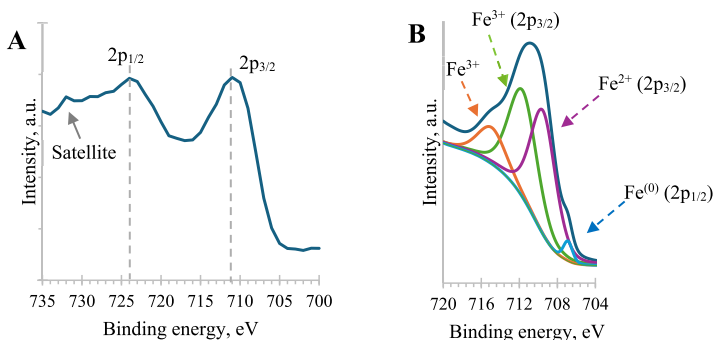 A
2p1/2
2p3/2
Satellite
Intensity, a.u.
735 730 725 720 715 710 705 700
Binding energy, eV
B
Fe3+ (2p3/2)
Fe3+
Fe2+ (2p3/2)
Fe(0) (2p1/2)
Intensity, a.u.
720 716 712 708 704
Binding energy, eV